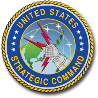 UNITED STATES
STRATEGIC COMMAND